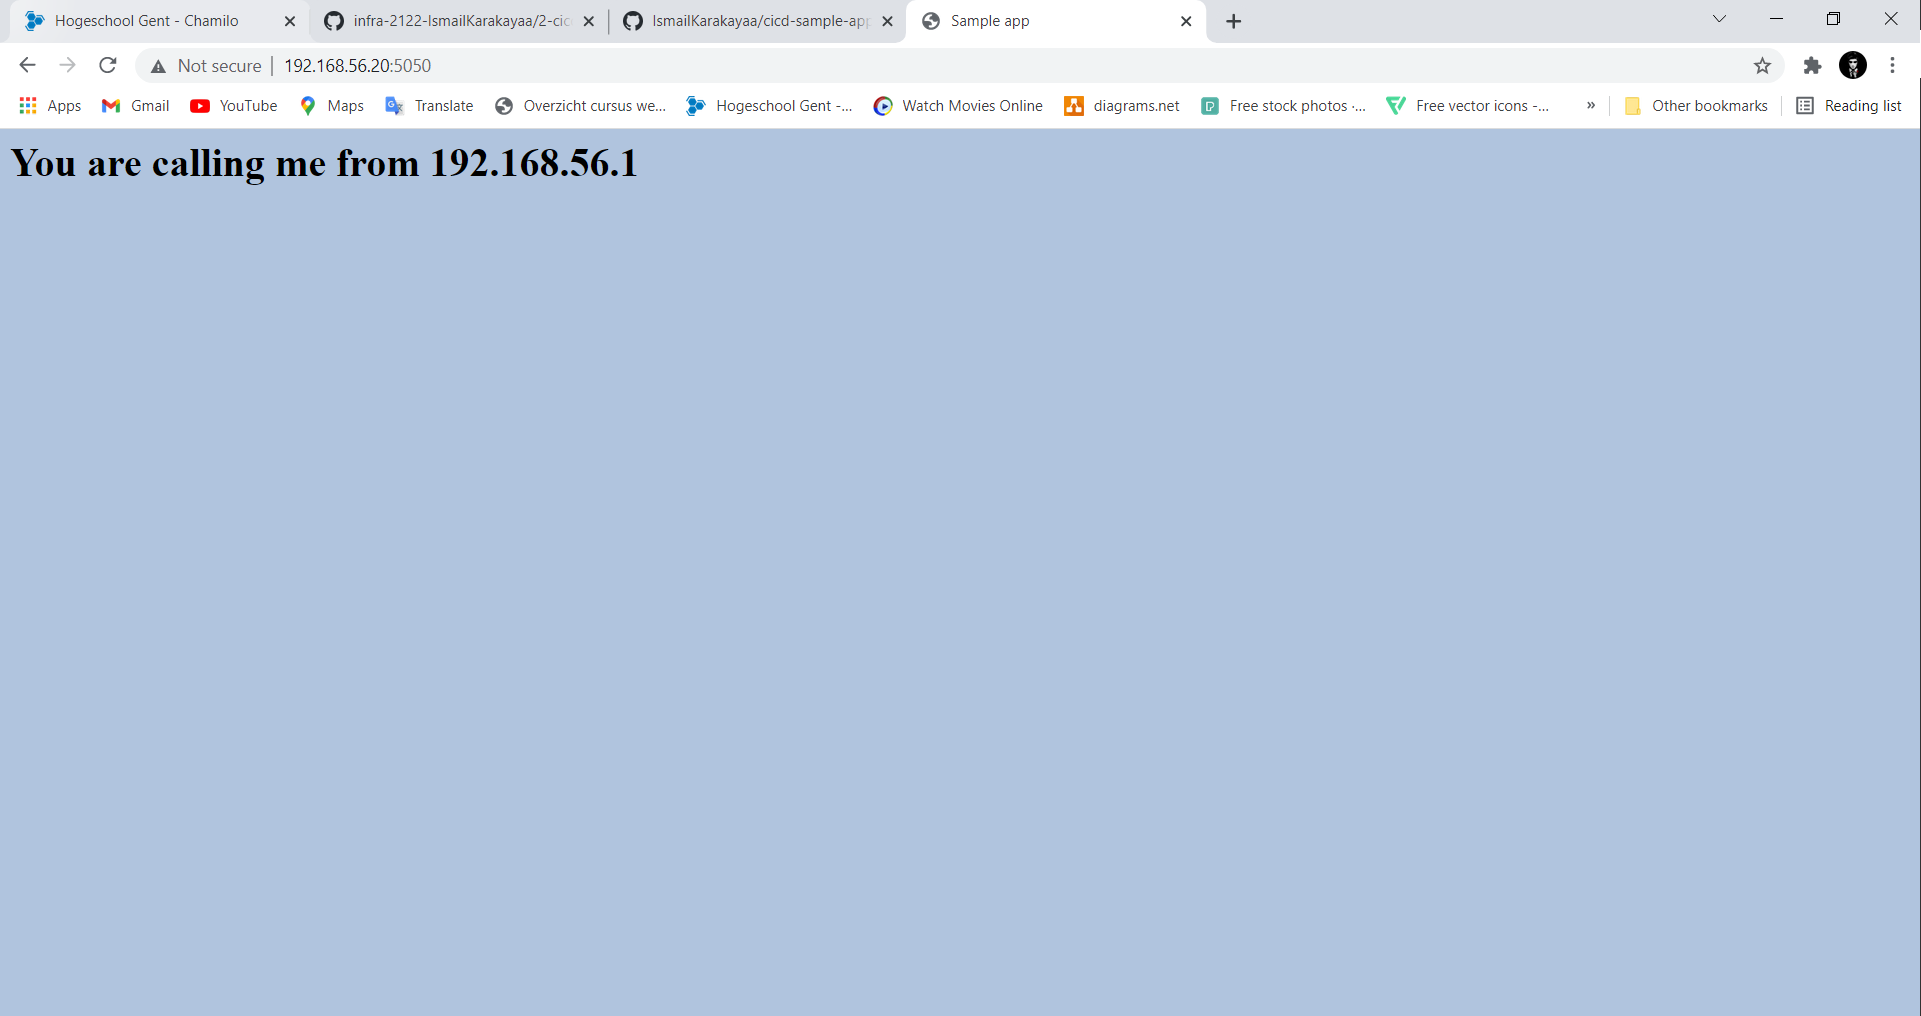 Hogeschool Gent - Chamilo infra-2122-IsmailKarakayaa/2-cic IsmailKarakayaa/cicd-sample-app Sample app
Not secure 192.168.56.20:5050
Apps Gmail YouTube Maps Translate Overzicht cursus we... Hogeschool Gent -... Watch Movies Online diagrams.net Free stock photos ·... Free vector icons -... » Other bookmarks Reading list
You are calling me from 192.168.56.1